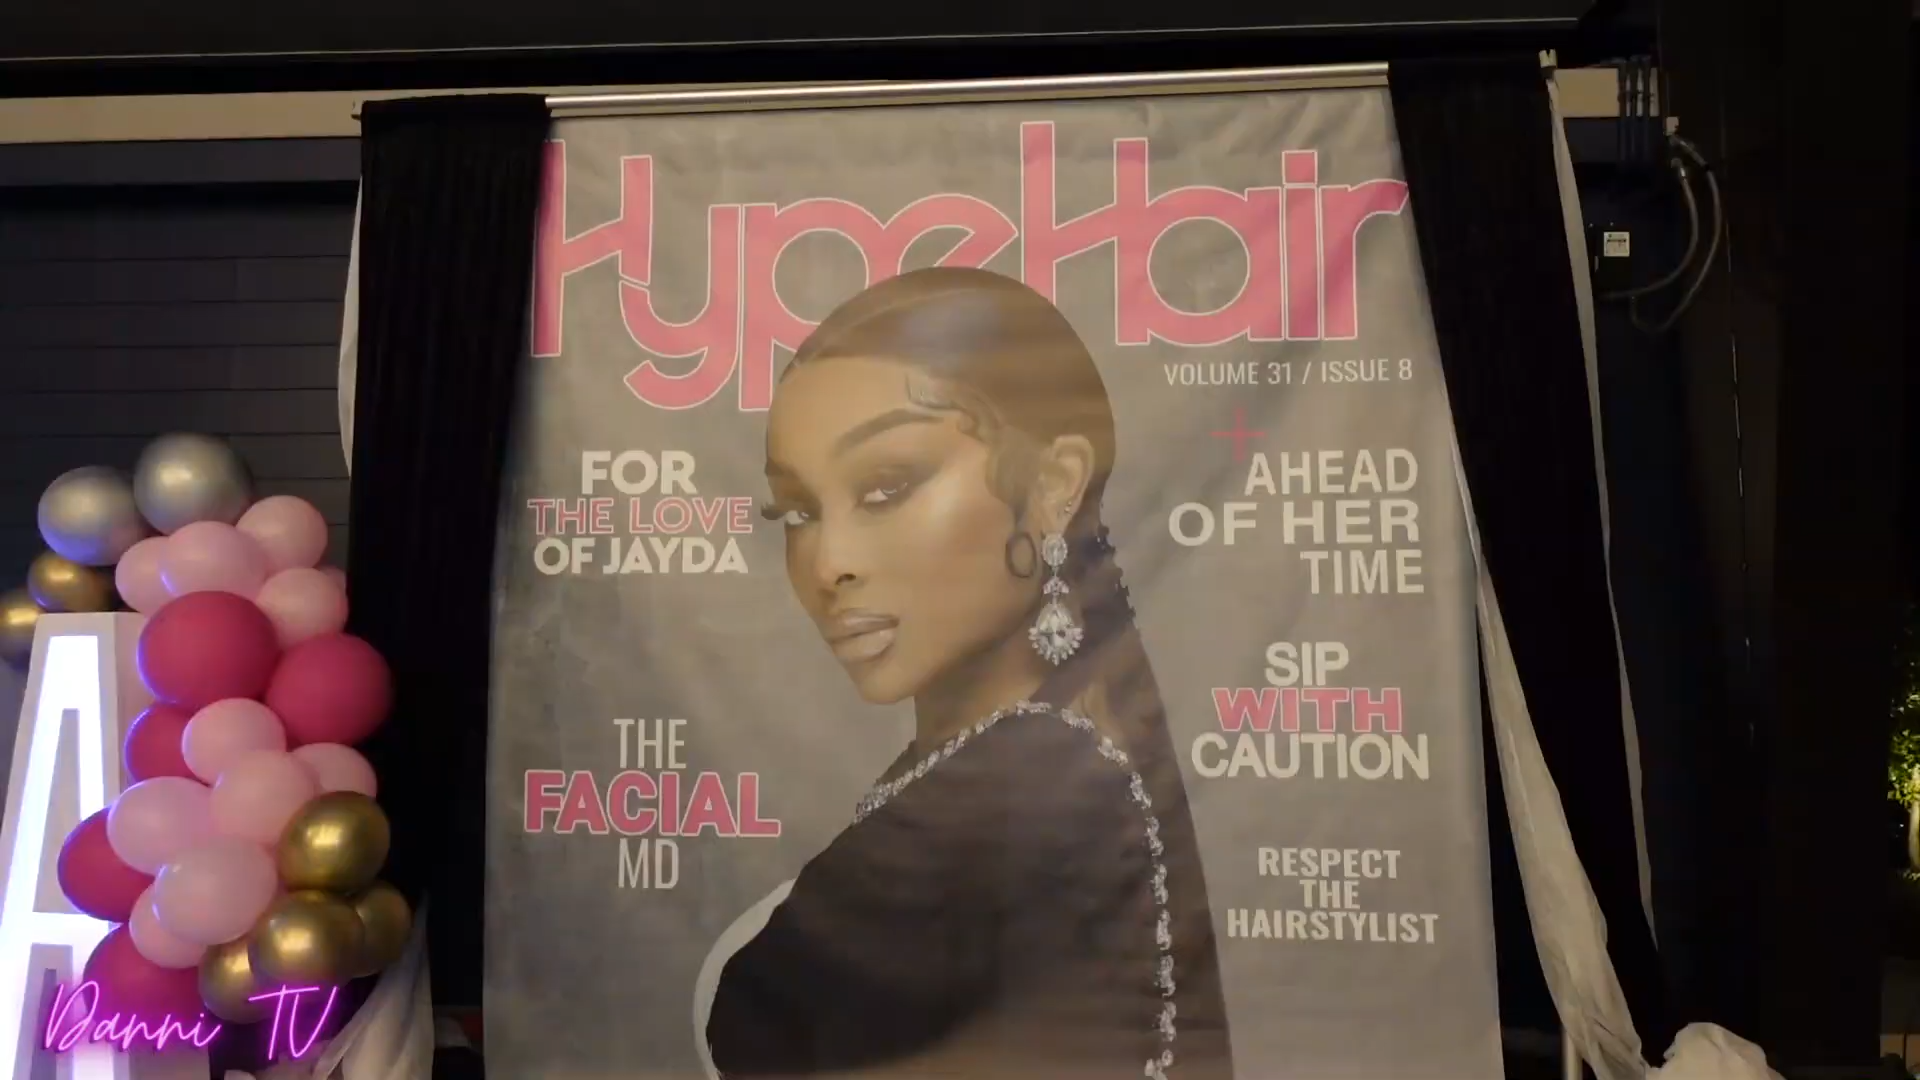 HypeHair
VOLUME 31 / ISSUE 8
FOR
THE LOVE
OF JAYDA
THE
FACIAL
MD
+
AHEAD
OF HER
TIME
SIP
WITH
CAUTION
RESPECT
THE
HAIRSTYLIST
A
Danni TV